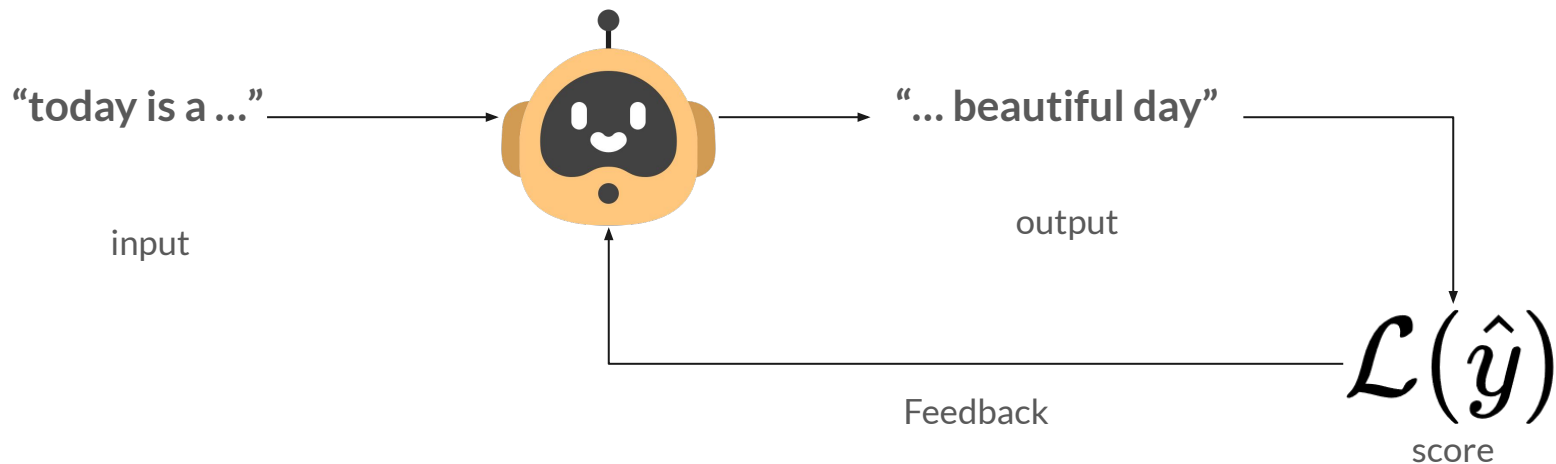 “today is a ...”
“... beautiful day”
input
output
ℒ(ŷ)
Feedback
score